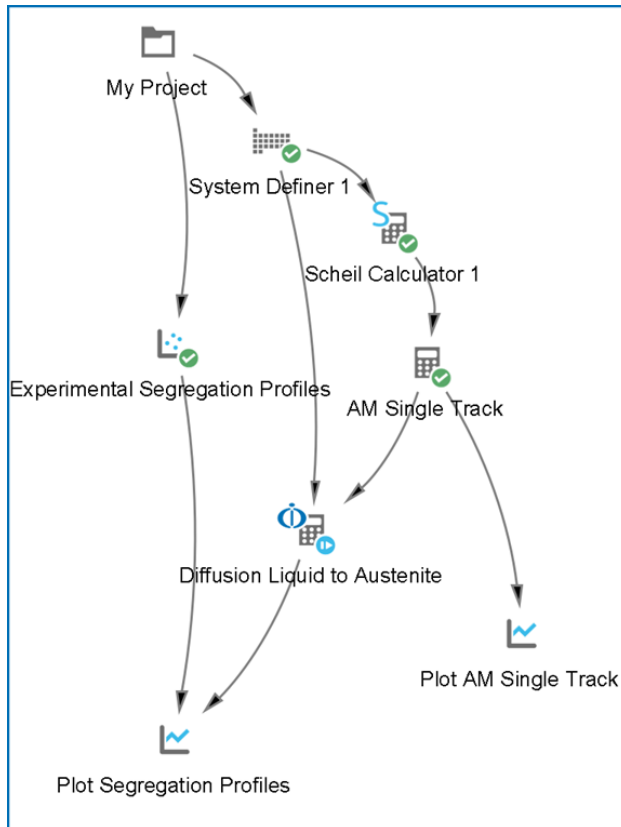 My Project
System Definer 1
Scheil Calculator 1
Experimental Segregation Profiles
AM Single Track
Diffusion Liquid to Austenite
Plot AM Single Track
Plot Segregation Profiles